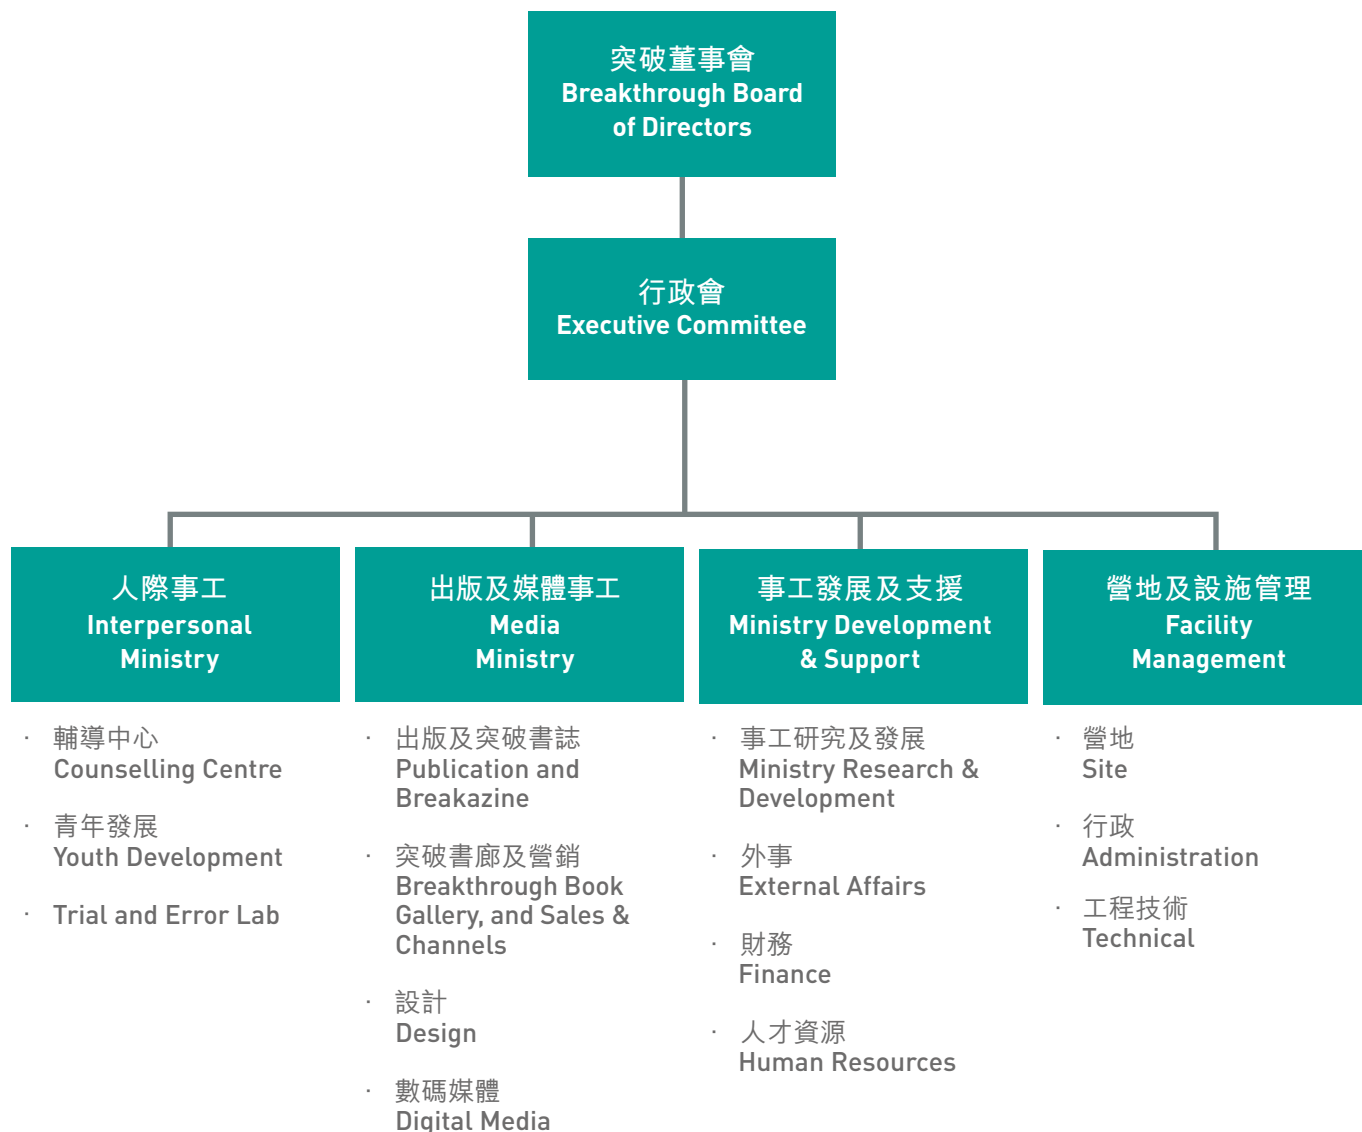 突破董事會
Breakthrough Board
of Directors
行政會
Executive Committee
人際事工
Interpersonal
Ministry
· 輔導中心
Counselling Centre
· 青年發展
Youth Development
· Trial and Error Lab
出版及媒體事工
Media
Ministry
· 出版及突破書誌
Publication and
Breakazine
· 突破書廊及營銷
Breakthrough Book
Gallery, and Sales &
Channels
· 設計
Design
· 數碼媒體
Digital Media
事工發展及支援
Ministry Development
& Support
· 事工研究及發展
Ministry Research &
Development
· 外事
External Affairs
· 財務
Finance
· 人才資源
Human Resources
營地及設施管理
Facility
Management
· 營地
Site
· 行政
Administration
· 工程技術
Technical